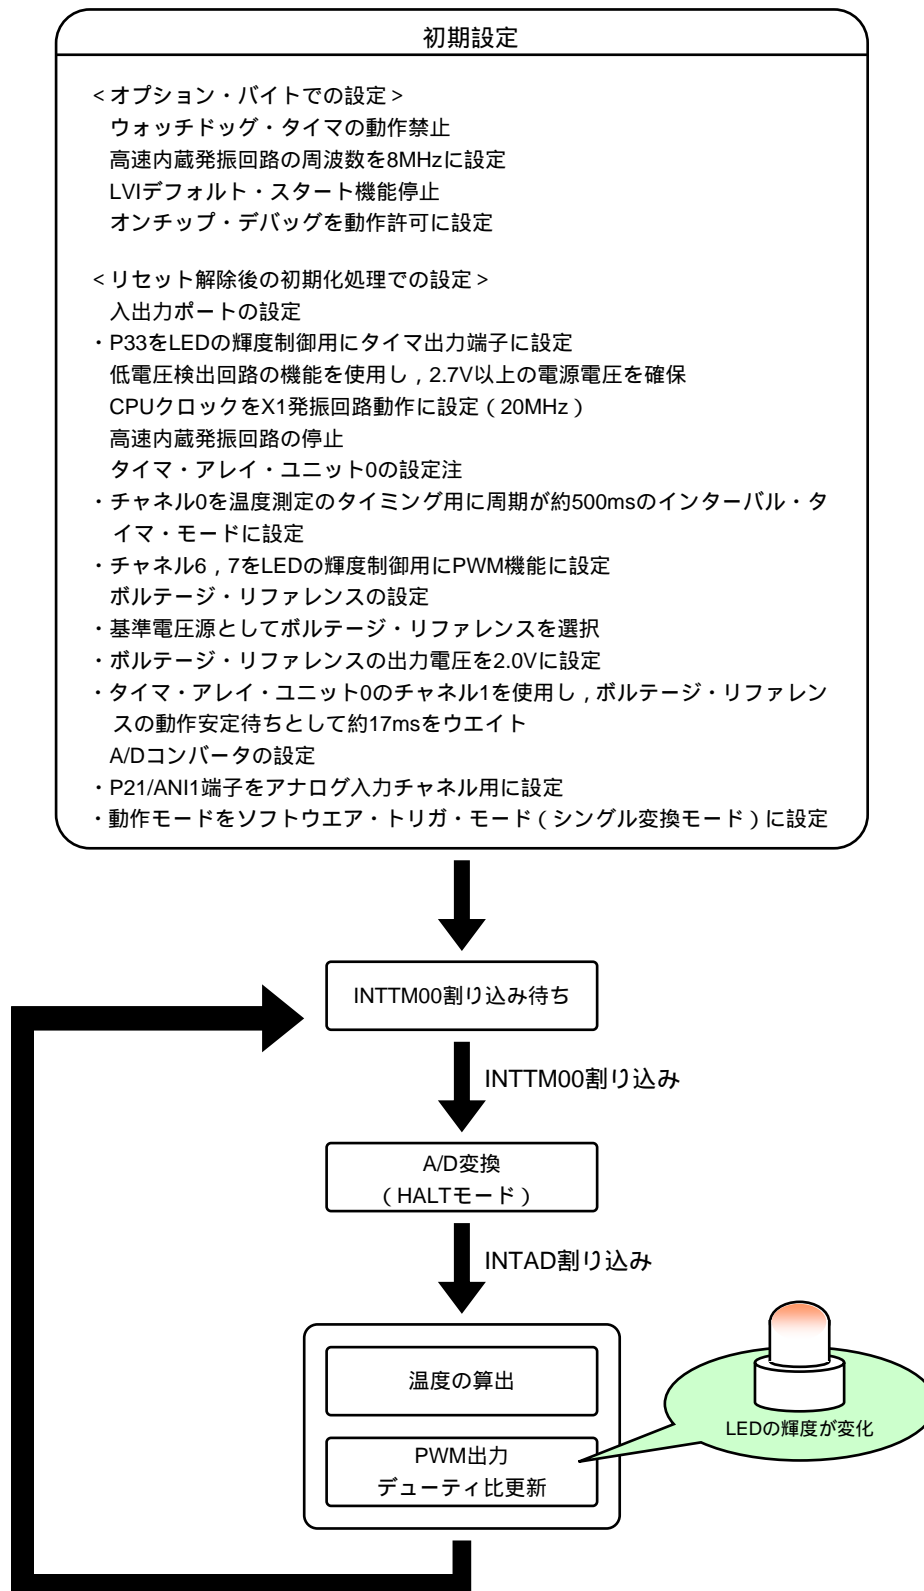 初期設定
＜オプション・バイトでの設定＞
ウォッチドッグ・タイマの動作禁止
高速内蔵発振回路の周波数を8MHzに設定
LVIデフォルト・スタート機能停止
オンチップ・デバッグを動作許可に設定
＜リセット解除後の初期化処理での設定＞
入出力ポートの設定
・P33をLEDの輝度制御用にタイマ出力端子に設定
低電圧検出回路の機能を使用し，2.7V以上の電源電圧を確保
CPUクロックをX1発振回路動作に設定（20MHz）
高速内蔵発振回路の停止
タイマ・アレイ・ユニット0の設定注
・チャネル0を温度測定のタイミング用に周期が約500msのインターバル・タ
イマ・モードに設定
・チャネル6，7をLEDの輝度制御用にPWM機能に設定
ボルテージ・リファレンスの設定
・基準電圧源としてボルテージ・リファレンスを選択
・ボルテージ・リファレンスの出力電圧を2.0Vに設定
・タイマ・アレイ・ユニット0のチャネル1を使用し，ボルテージ・リファレン
スの動作安定待ちとして約17msをウエイト
A/Dコンバータの設定
・P21/ANI1端子をアナログ入力チャネル用に設定
・動作モードをソフトウエア・トリガ・モード（シングル変換モード）に設定
INTTM00割り込み待ち
INTTM00割り込み
A/D変換
（HALTモード）
INTAD割り込み
温度の算出
PWM出力
デューティ比更新
LEDの輝度が変化